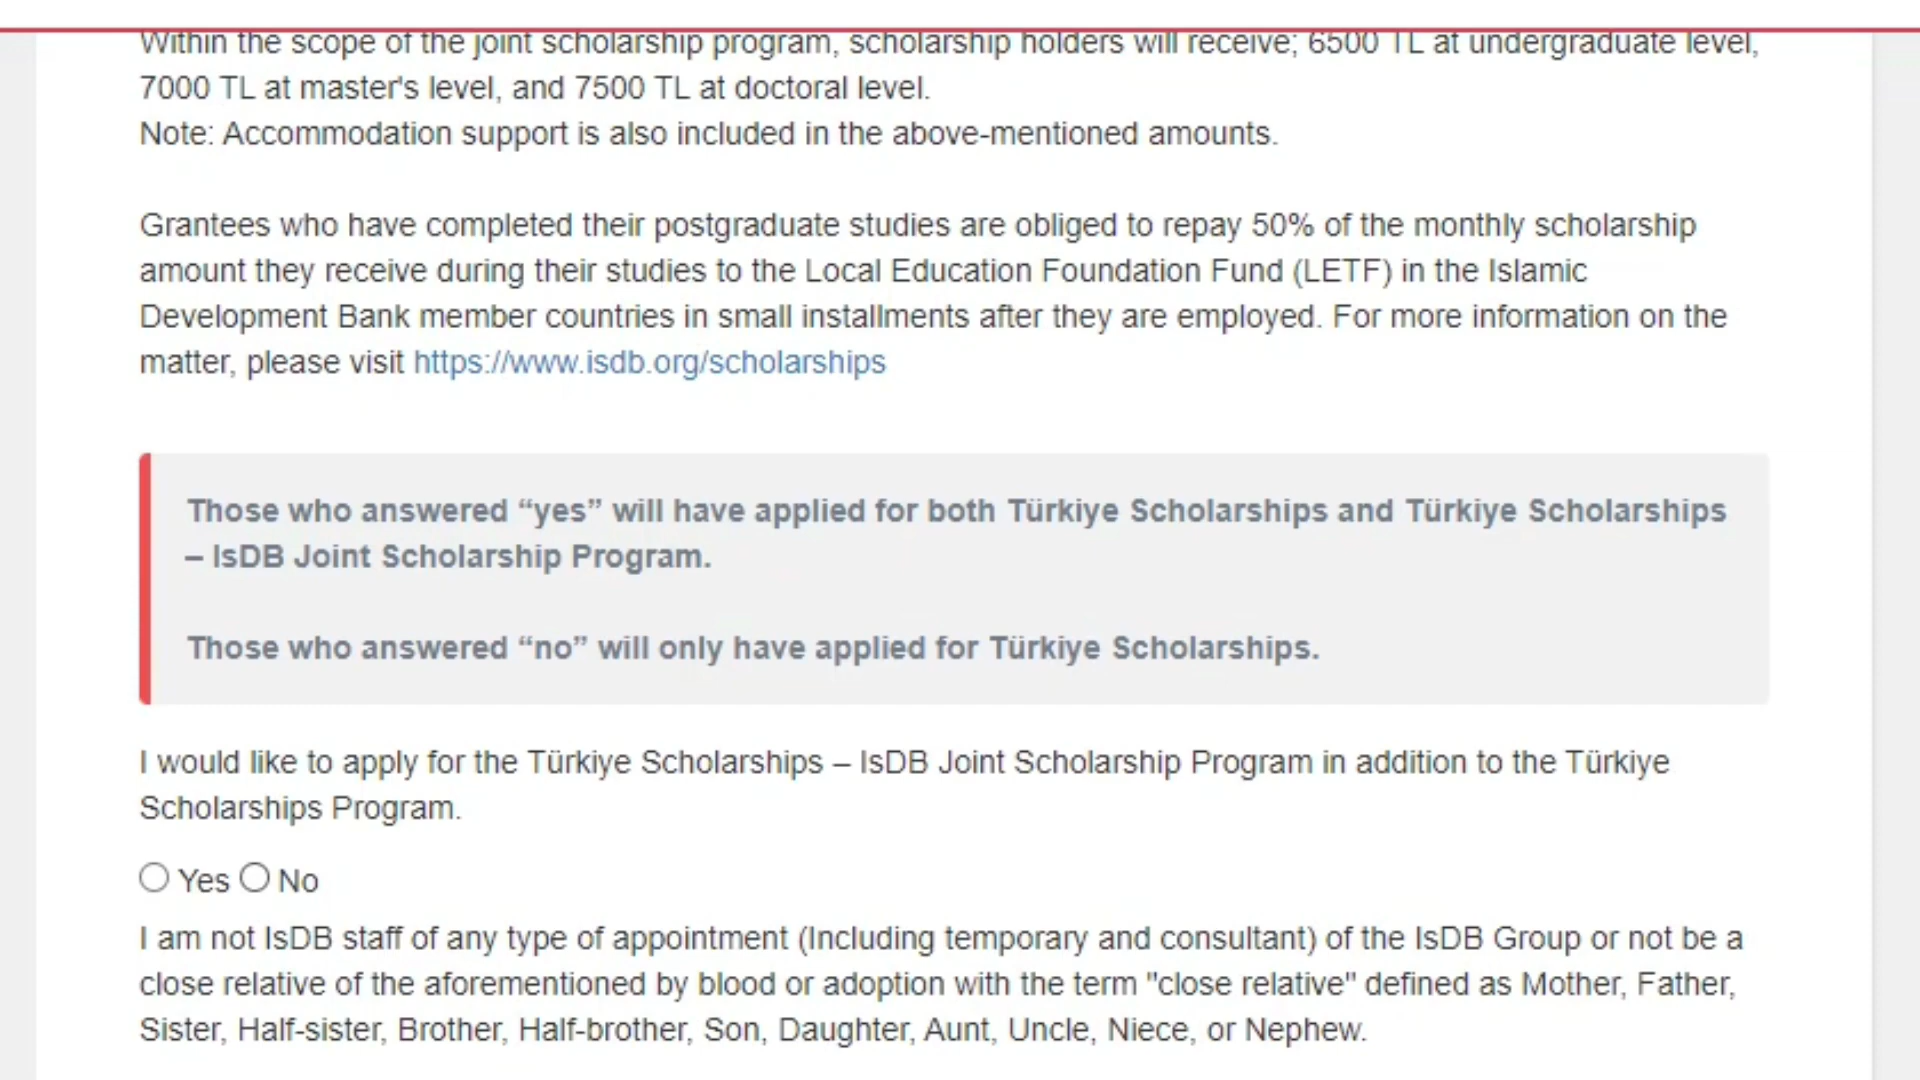 Within the scope of the joint scholarship program, scholarship holders will receive; 6500 TL at undergraduate level,
7000 TL at master's level, and 7500 TL at doctoral level.
Note: Accommodation support is also included in the above-mentioned amounts.
Grantees who have completed their postgraduate studies are obliged to repay 50% of the monthly scholarship
amount they receive during their studies to the Local Education Foundation Fund (LETF) in the Islamic
Development Bank member countries in small installments after they are employed. For more information on the
matter, please visit https://www.isdb.org/scholarships
Those who answered “yes” will have applied for both Türkiye Scholarships and Türkiye Scholarships
– IsDB Joint Scholarship Program.
Those who answered “no” will only have applied for Türkiye Scholarships.
I would like to apply for the Türkiye Scholarships – IsDB Joint Scholarship Program in addition to the Türkiye
Scholarships Program.
Yes No
I am not IsDB staff of any type of appointment (Including temporary and consultant) of the IsDB Group or not be a
close relative of the aforementioned by blood or adoption with the term "close relative" defined as Mother, Father,
Sister, Half-sister, Brother, Half-brother, Son, Daughter, Aunt, Uncle, Niece, or Nephew.